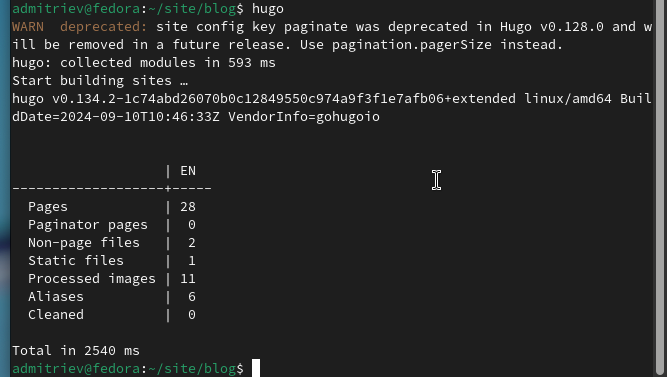 admitriev@fedora:~/site/blog$ hugo
WARN  deprecated: site config key paginate was deprecated in Hugo v0.128.0 and w
ill be removed in a future release. Use pagination.pagerSize instead.
hugo: collected modules in 593 ms
Start building sites …
hugo v0.134.2-1c74abd26070b0c12849550c974a9f3f1e7afb06+extended linux/amd64 Buil
dDate=2024-09-10T10:46:33Z VendorInfo=gohugoio
                   | EN
-------------------+-----
  Pages            | 28
  Paginator pages  |  0
  Non-page files   |  2
  Static files     |  1
  Processed images | 11
  Aliases          |  6
  Cleaned          |  0
Total in 2540 ms
admitriev@fedora:~/site/blog$